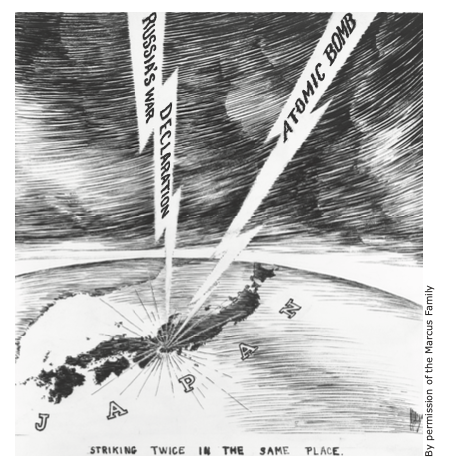 RUSSIA'S WAR
DECLARATION
ATOMIC BOMB
JAPAN
STRIKING TWICE IN THE SAME PLACE.
By permission of the Marcus Family